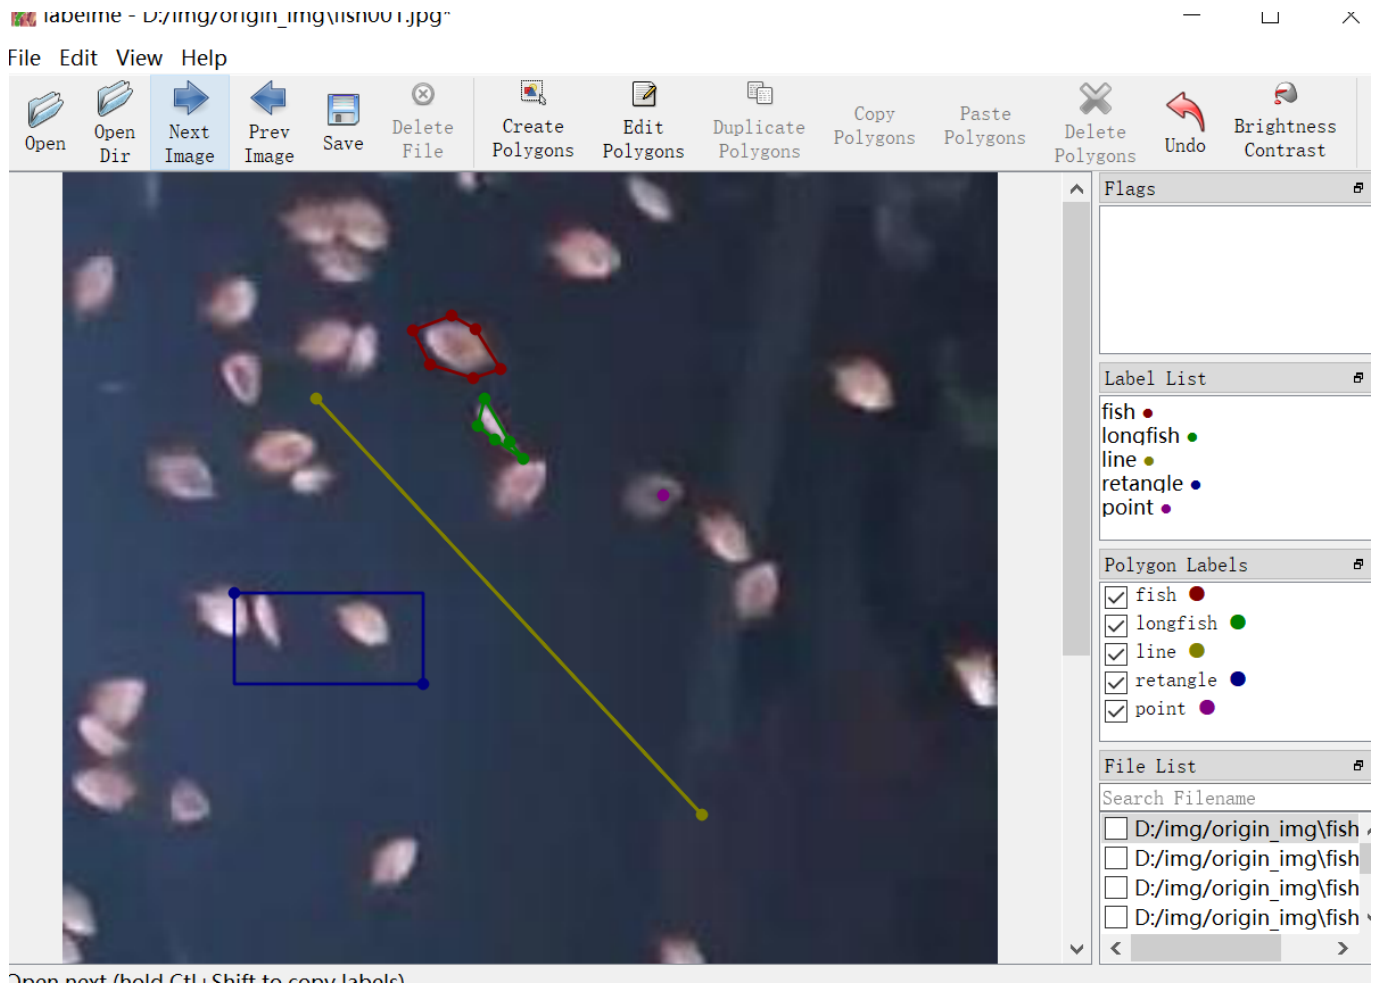 labelme - D:/img/origin_img\fish001.jpg*
File Edit View Help
Open
Open Dir
Next Image
Prev Image
Save
Delete File
Create Polygons
Edit Polygons
Duplicate Polygons
Copy Polygons
Paste Polygons
Delete Polygons
Undo
Brightness Contrast
Flags
Label List
fish
longfish
line
retangle
point
Polygon Labels
fish
longfish
line
retangle
point
File List
Search Filename
D:/img/origin_img\fish
D:/img/origin_img\fish
D:/img/origin_img\fish
D:/img/origin_img\fish
Open next (hold Ctl+Shift to copy labels)